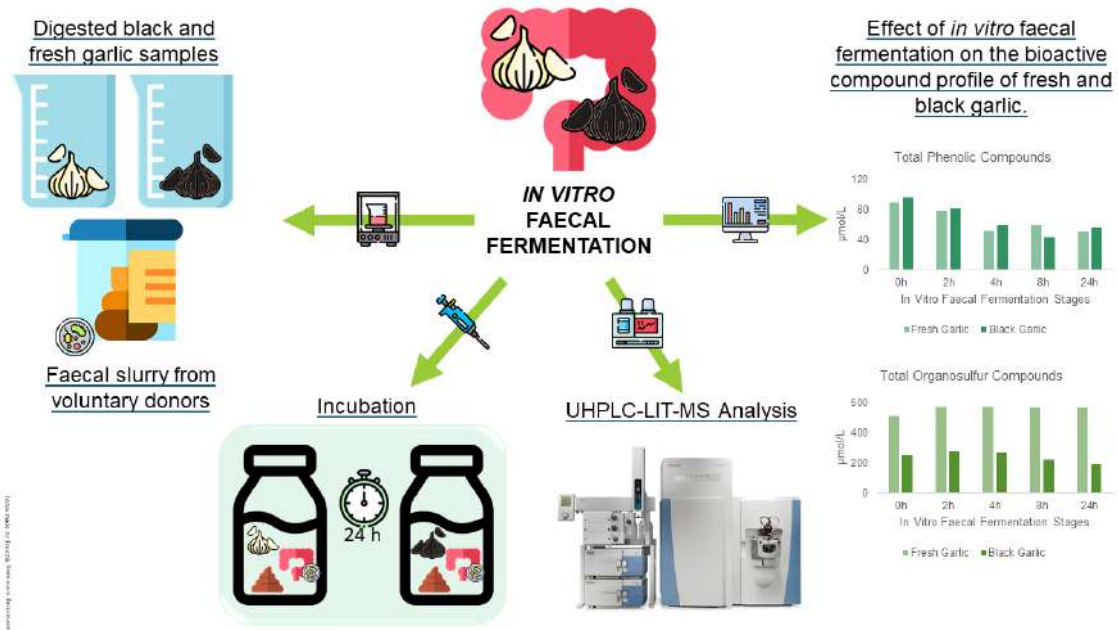 Digested black and
fresh garlic samples
Faecal slurry from
voluntary donors
IN VITRO
FAECAL
FERMENTATION
Incubation
24 h
UHPLC-LIT-MS Analysis
Effect of in vitro faecal
fermentation on the bioactive
compound profile of fresh and
black garlic.
Total Phenolic Compounds
µmol/L
120
80
40
0
0h 2h 4h 8h 24h
In Vitro Faecal Fermentation Stages
Fresh Garlic Black Garlic
Total Organosulfur Compounds
µmol/L
600
400
200
0
0h 2h 4h 8h 24h
In Vitro Faecal Fermentation Stages
Fresh Garlic Black Garlic